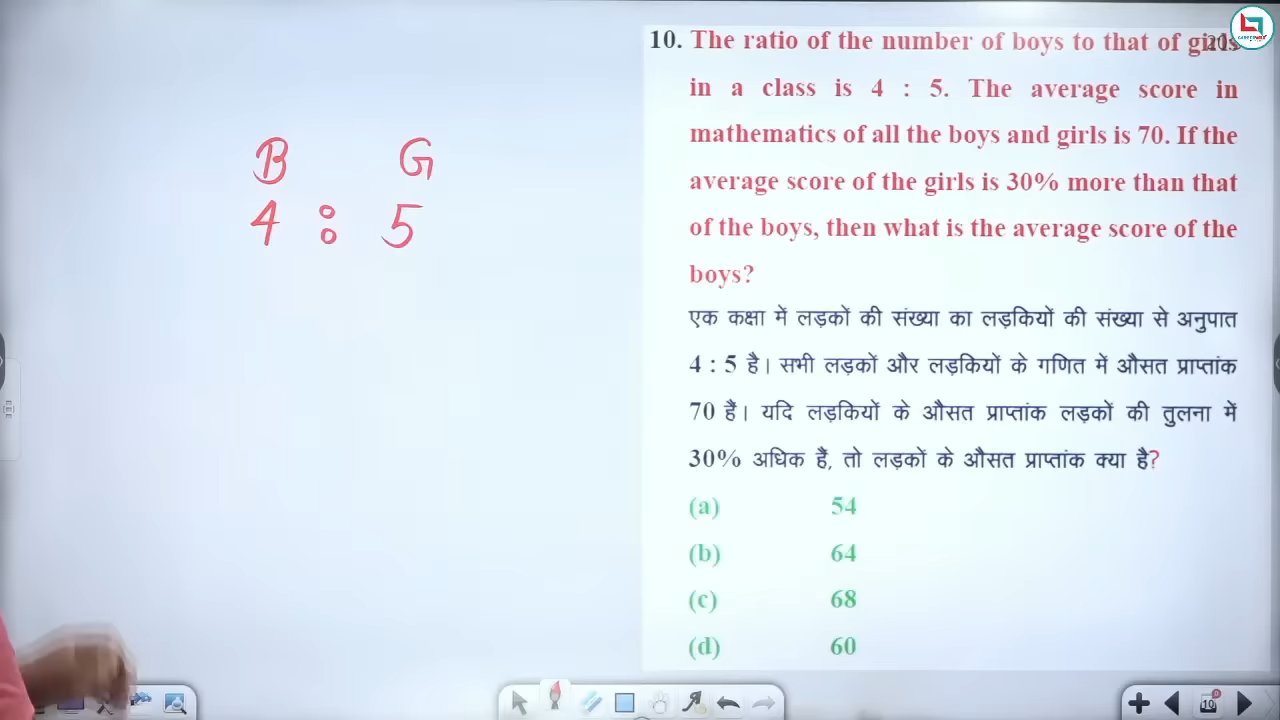 B G
4 : 5
10. The ratio of the number of boys to that of girls
in a class is 4 : 5. The average score in
mathematics of all the boys and girls is 70. If the
average score of the girls is 30% more than that
of the boys, then what is the average score of the
boys?
एक कक्षा में लड़कों की संख्या का लड़कियों की संख्या से अनुपात
4 : 5 है। सभी लड़कों और लड़कियों के गणित में औसत प्राप्तांक
70 हैं। यदि लड़कियों के औसत प्राप्तांक लड़कों की तुलना में
30% अधिक हैं, तो लड़कों के औसत प्राप्तांक क्या है?
(a) 54
(b) 64
(c) 68
(d) 60
10